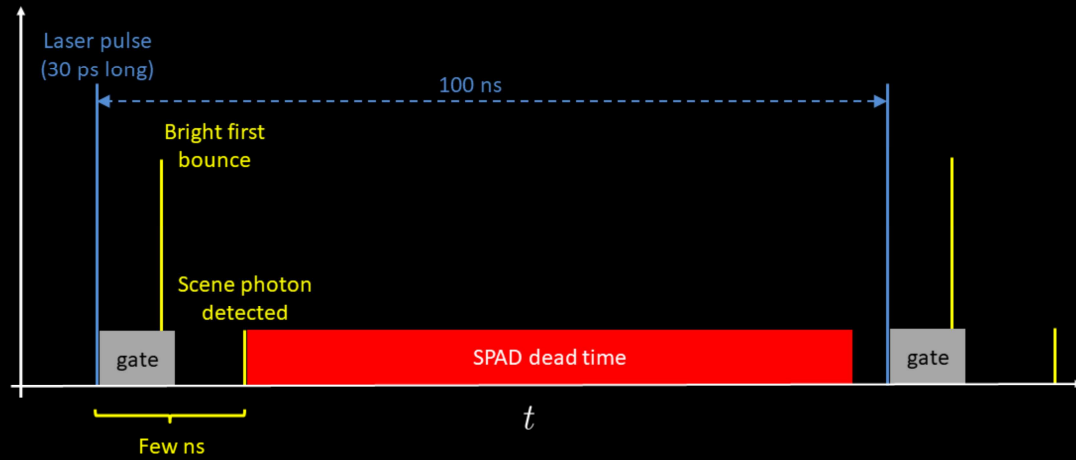 Laser pulse
(30 ps long)
100 ns
Bright first
bounce
Scene photon
detected
gate
SPAD dead time
gate
t
Few ns